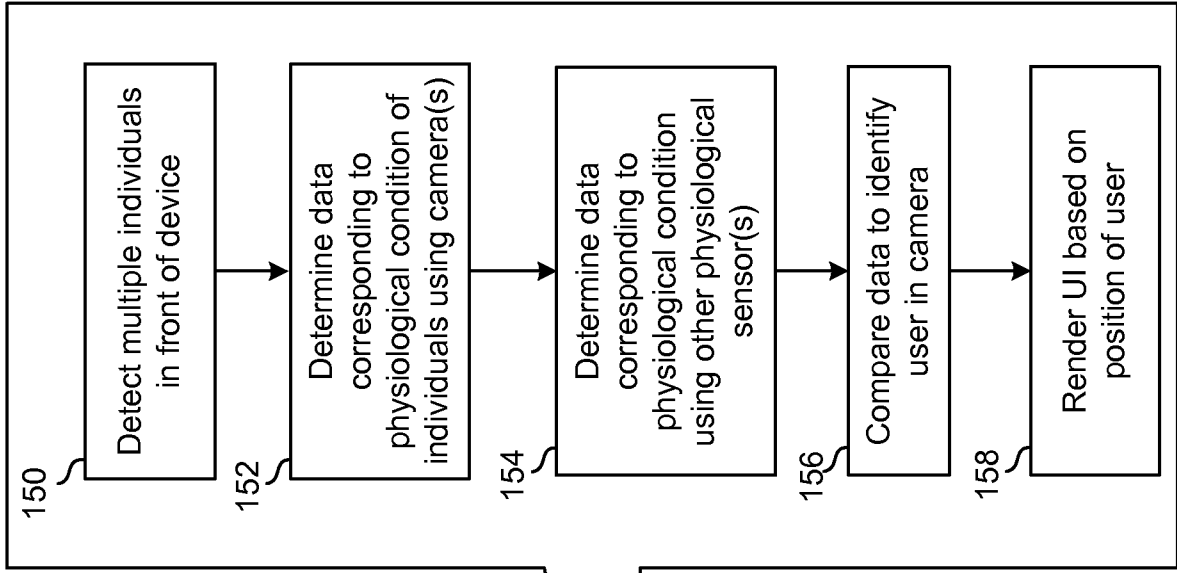 150
Detect multiple individuals
in front of device
152
Determine data
corresponding to
physiological condition of
individuals using camera(s)
154
Determine data
corresponding to
physiological condition
using other physiological
sensor(s)
156
Compare data to identify
user in camera
158
Render UI based on
position of user